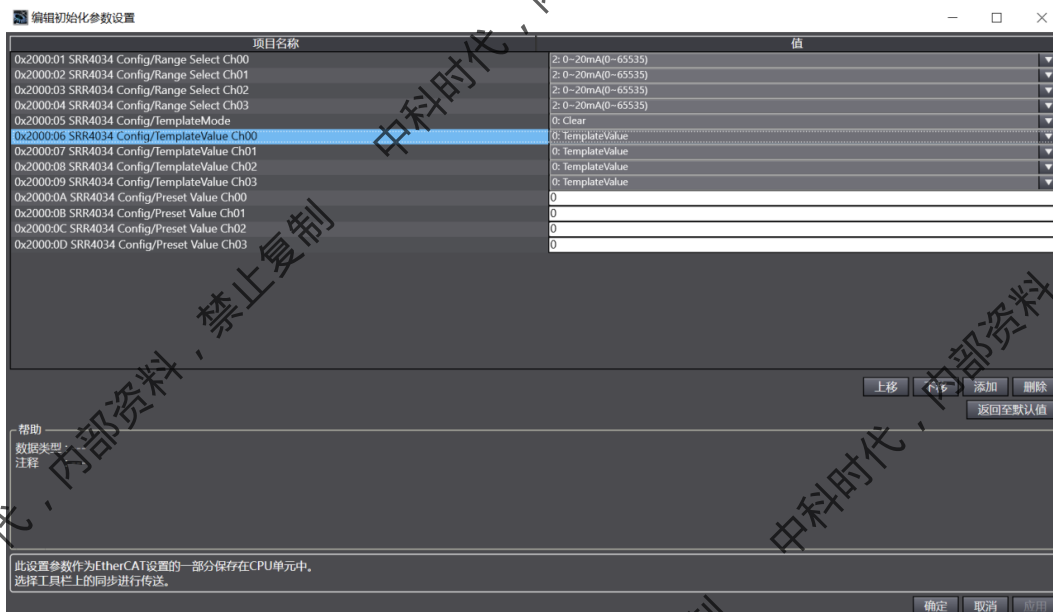 编辑初始化参数设置
项目名称 值
0x2000:01 SRR4034 Config/Range Select Ch00 2: 0~20mA(0~65535)
0x2000:02 SRR4034 Config/Range Select Ch01 2: 0~20mA(0~65535)
0x2000:03 SRR4034 Config/Range Select Ch02 2: 0~20mA(0~65535)
0x2000:04 SRR4034 Config/Range Select Ch03 2: 0~20mA(0~65535)
0x2000:05 SRR4034 Config/TemplateMode 0: Clear
0x2000:06 SRR4034 Config/TemplateValue Ch00 0: TemplateValue
0x2000:07 SRR4034 Config/TemplateValue Ch01 0: TemplateValue
0x2000:08 SRR4034 Config/TemplateValue Ch02 0: TemplateValue
0x2000:09 SRR4034 Config/TemplateValue Ch03 0: TemplateValue
0x2000:0A SRR4034 Config/Preset Value Ch00 0
0x2000:0B SRR4034 Config/Preset Value Ch01 0
0x2000:0C SRR4034 Config/Preset Value Ch02 0
0x2000:0D SRR4034 Config/Preset Value Ch03 0
上移 下移 添加 删除
返回至默认值
帮助
数据类型：---
注释
此设置参数作为EtherCAT设置的一部分保存在CPU单元中。
选择工具栏上的同步进行传送。
确定 取消 应用
中科时代，内
代，内部资料，禁止复制
中科时代，内部资料
制